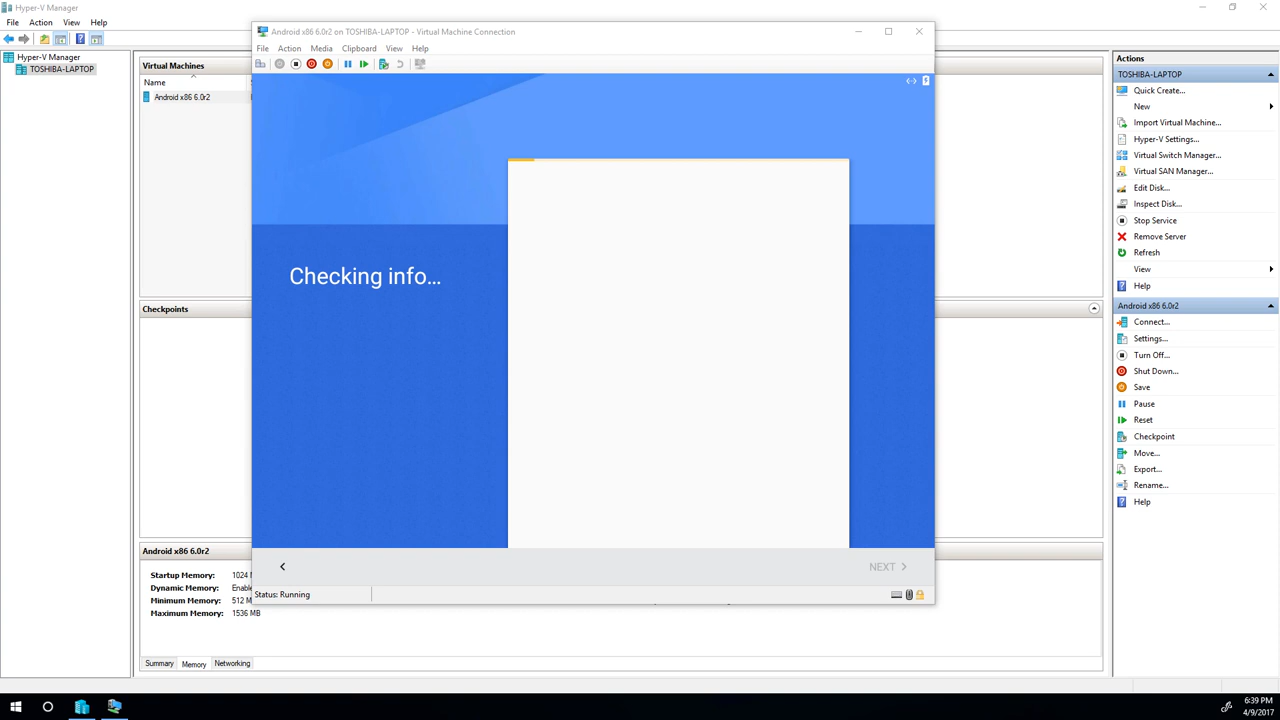 Hyper-V Manager
File Action View Help
Hyper-V Manager
TOSHIBA-LAPTOP
Virtual Machines
Name
Android x86 6.0r2
Checkpoints
Android x86 6.0r2
Startup Memory: 1024
Dynamic Memory:
Minimum Memory: 512 M
Maximum Memory: 1536 MB
Summary Memory Networking
Android x86 6.0r2 on TOSHIBA-LAPTOP - Virtual Machine Connection
File Action Media Clipboard View Help
Checking info...
NEXT
Status: Running
Actions
TOSHIBA-LAPTOP
Quick Create...
New
Import Virtual Machine...
Hyper-V Settings...
Virtual Switch Manager...
Virtual SAN Manager...
Edit Disk...
Inspect Disk...
Stop Service
Remove Server
Refresh
View
Help
Android x86 6.0r2
Connect...
Settings...
Turn Off...
Shut Down...
Save
Pause
Reset
Checkpoint
Move...
Export...
Rename...
Help
6:39 PM
4/9/2017